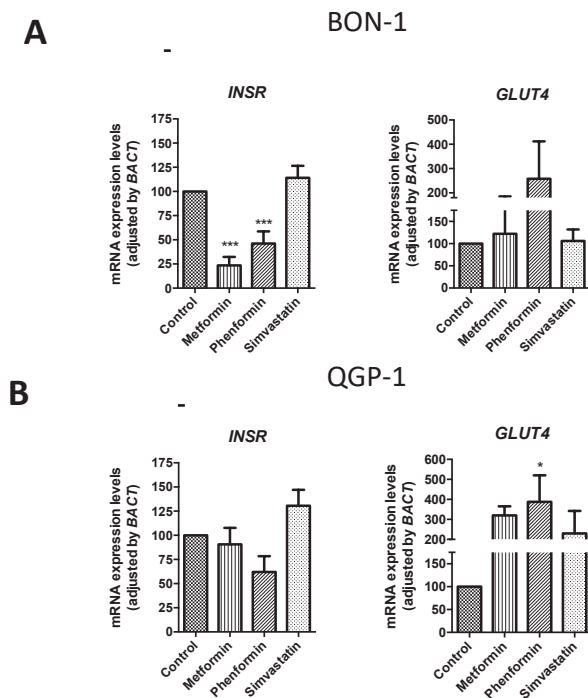 A
BON-1
-
INSR
mRNA expression levels
(adjusted by BACT)
175
150
125
100
75
50
25
0
***
***
Control
Metformin
Phenformin
Simvastatin
GLUT4
mRNA expression levels
(adjusted by BACT)
500
400
300
200
150
100
50
0
Control
Metformin
Phenformin
Simvastatin
B
QGP-1
-
INSR
mRNA expression levels
(adjusted by BACT)
175
150
125
100
75
50
25
0
Control
Metformin
Phenformin
Simvastatin
GLUT4
mRNA expression levels
(adjusted by BACT)
600
500
400
300
200
150
100
50
0
*
Control
Metformin
Phenformin
Simvastatin